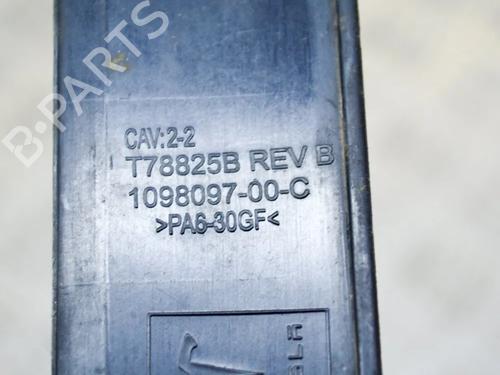 B-PARTS
CAV:2-2
T78825B REV B
1098097-00-C
>PA6-30GF<